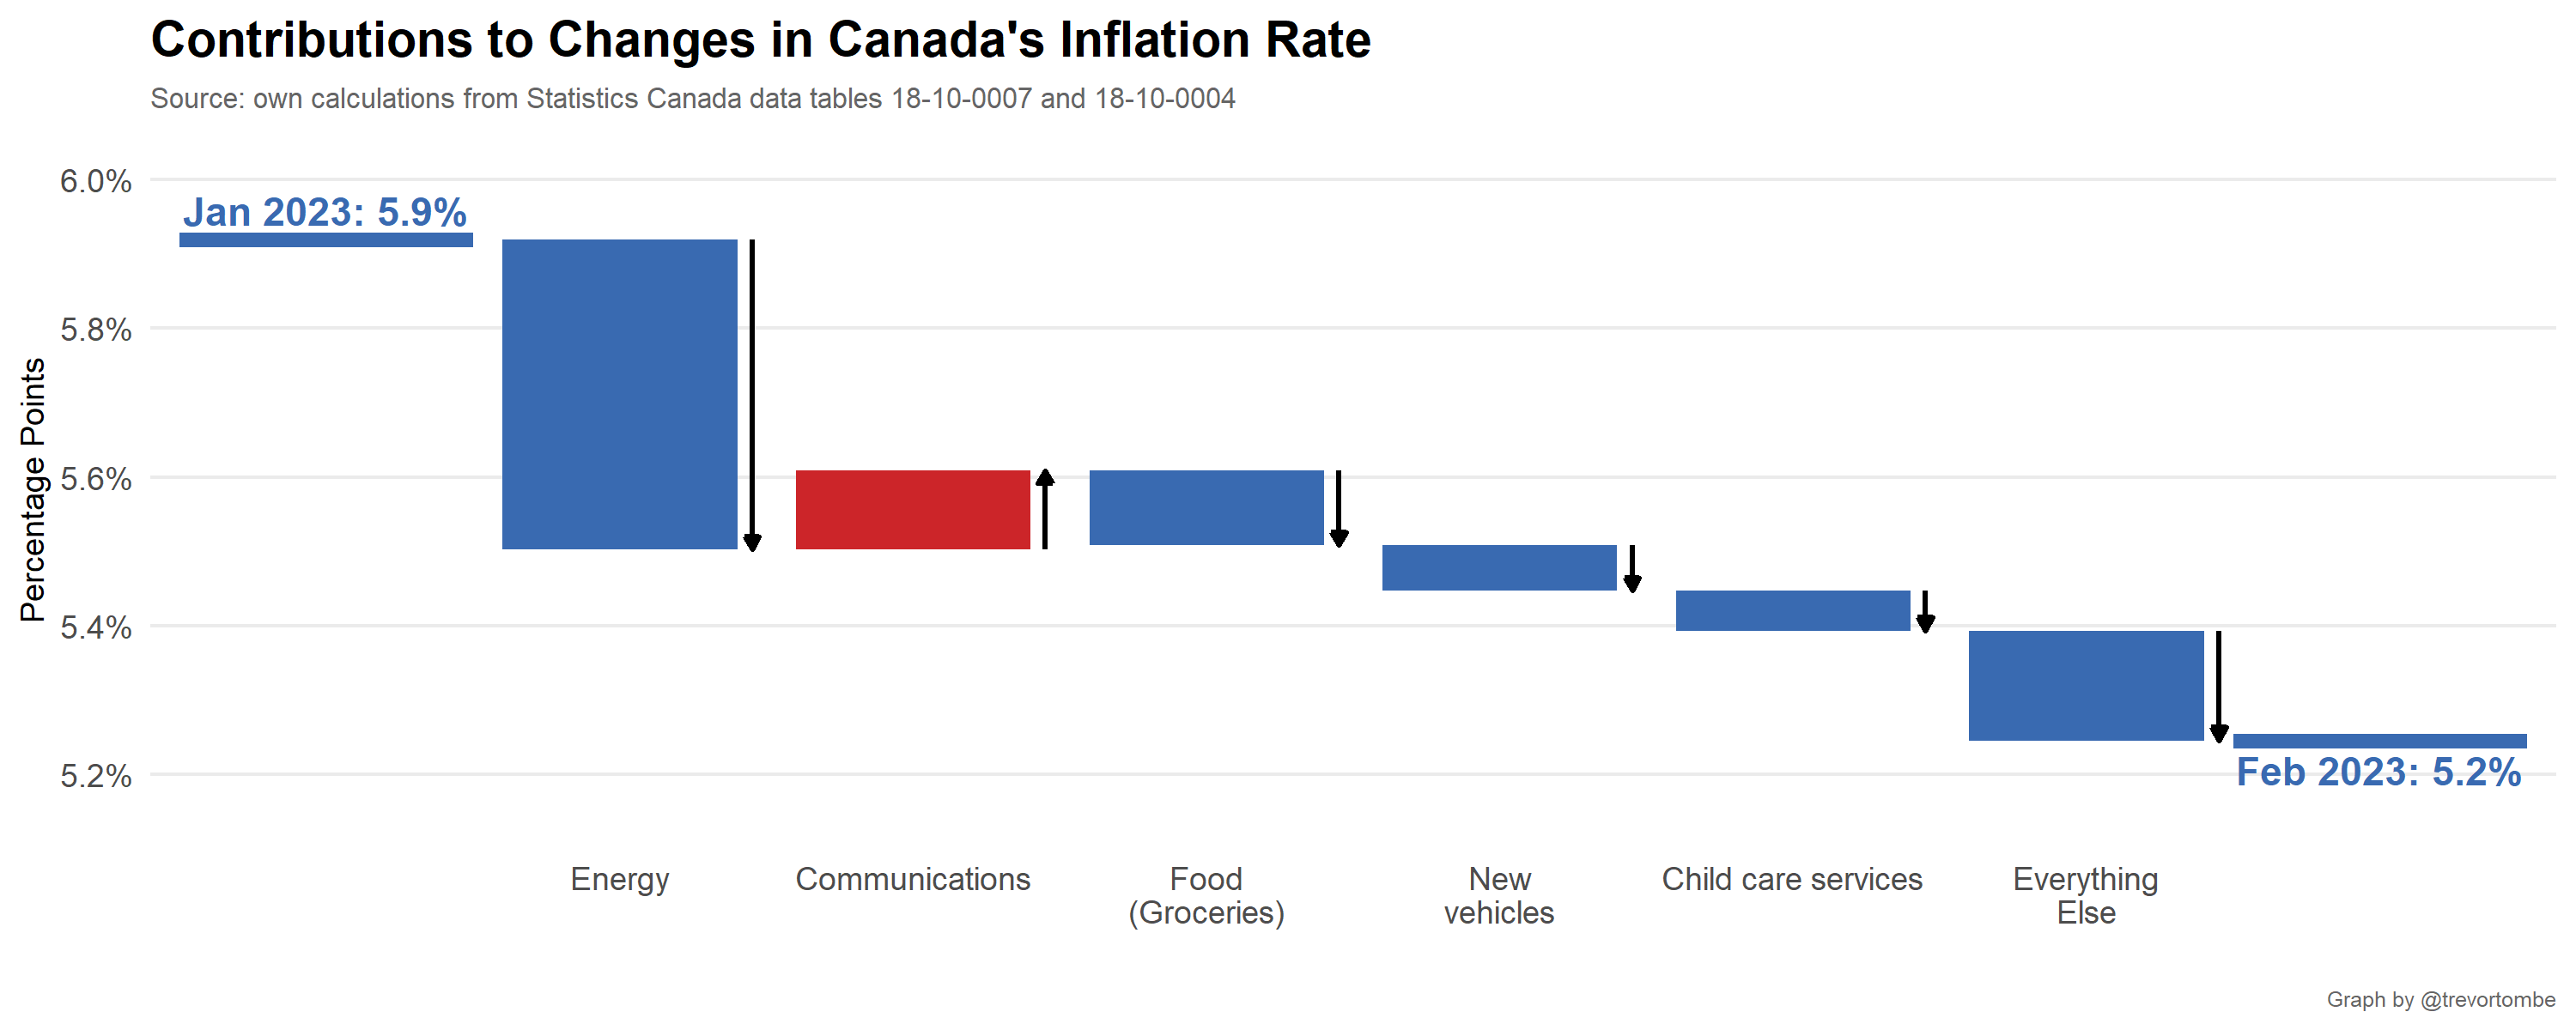 Contributions to Changes in Canada's Inflation Rate
Source: own calculations from Statistics Canada data tables 18-10-0007 and 18-10-0004
Percentage Points
6.0%
5.8%
5.6%
5.4%
5.2%
Jan 2023: 5.9%
Feb 2023: 5.2%
Energy
Communications
Food
(Groceries)
New
vehicles
Child care services
Everything
Else
Graph by @trevortombe